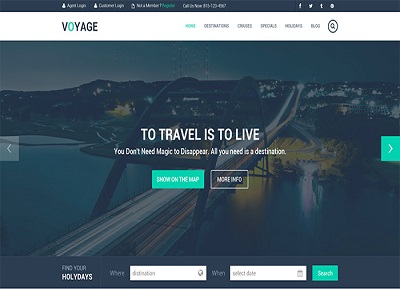 Agent Login Customer Login Not a Member ? Register Call Us Now 815-123-4567
VOYAGE
HOME DESTINATIONS CRUISES SPECIALS HOLIDAYS BLOG
TO TRAVEL IS TO LIVE
You Don't Need Magic to Disappear. All you need is a destination.
SHOW ON THE MAP MORE INFO
FIND YOUR
HOLYDAYS
Where distination When select date Search